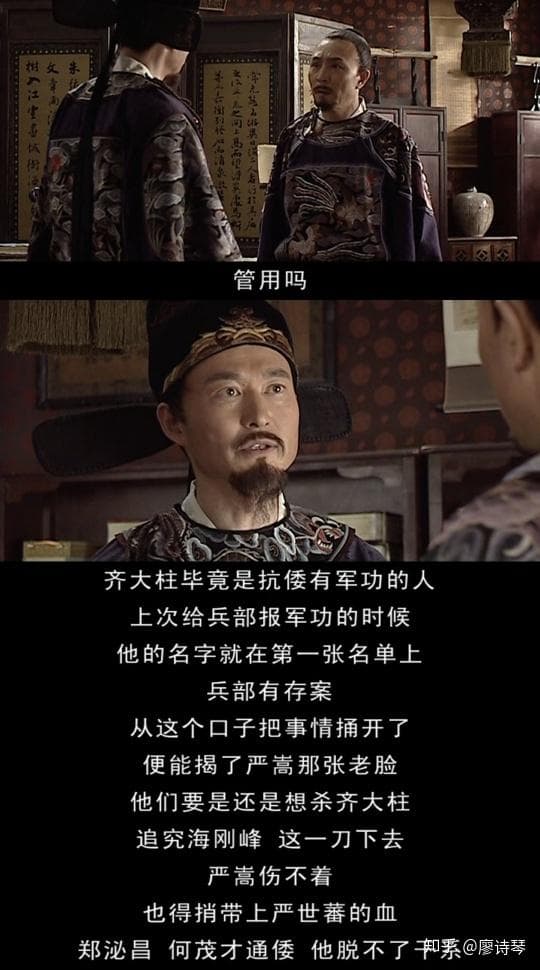 管用吗
齐大柱毕竟是抗倭有军功的人
上次给兵部报军功的时候
他的名字就在第一张名单上
兵部有存案
从这个口子把事情捅开了
便能揭了严嵩那张老脸
他们要是还是想杀齐大柱
追究海刚峰 这一刀下去
严嵩伤不着
也得捎带上严世蕃的血
郑泌昌 何茂才通倭 他脱不了干系
知乎 @廖诗琴